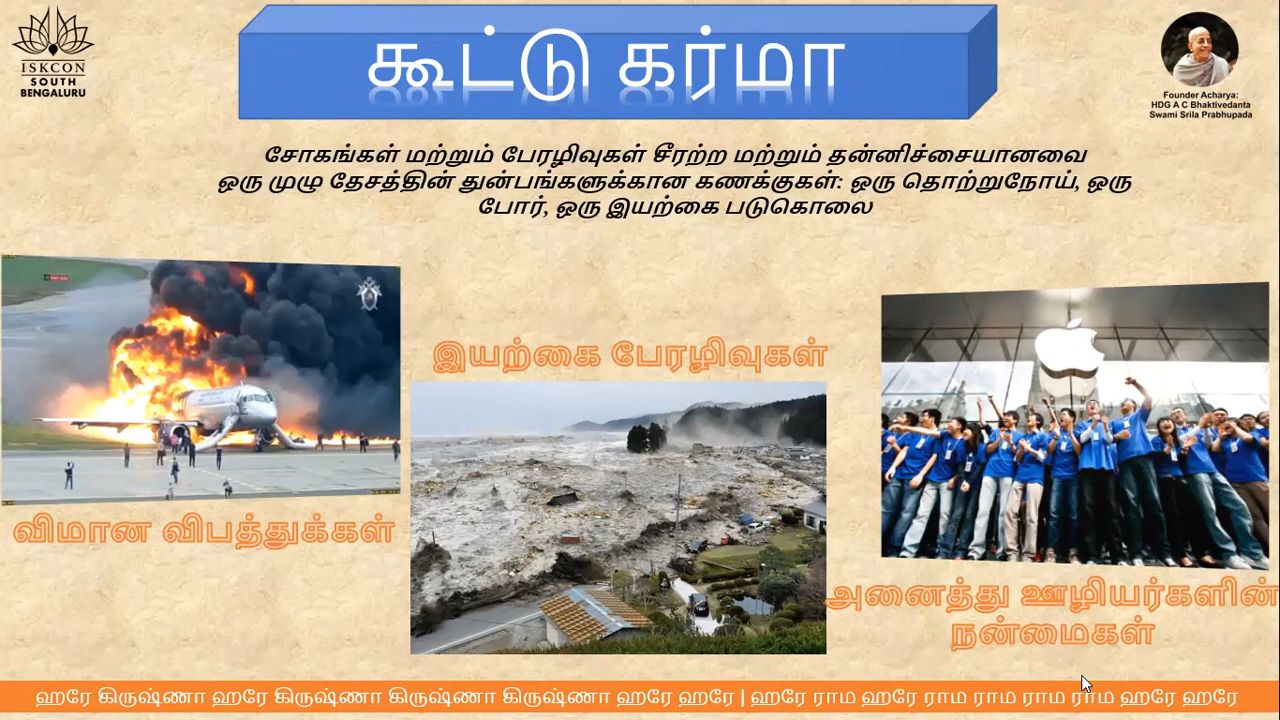 ISKCON
SOUTH
BENGALURU
கூட்டு கர்மா
Founder Acharya:
HDG A C Bhaktivedanta
Swami Srila Prabhupada
சோகங்கள் மற்றும் பேரழிவுகள் சீரற்ற மற்றும் தன்னிச்சையானவை
ஒரு முழு தேசத்தின் துன்பங்களுக்கான கணக்குகள்: ஒரு தொற்றுநோய், ஒரு
போர், ஒரு இயற்கை படுகொலை
இயற்கை பேரழிவுகள்
விமான விபத்துக்கள்
அனைத்து ஊழியர்களின்
நன்மைகள்
ஹரே கிருஷ்ணா ஹரே கிருஷ்ணா கிருஷ்ணா கிருஷ்ணா ஹரே ஹரே | ஹரே ராம ஹரே ராம ராம ராம ராம ஹரே ஹரே